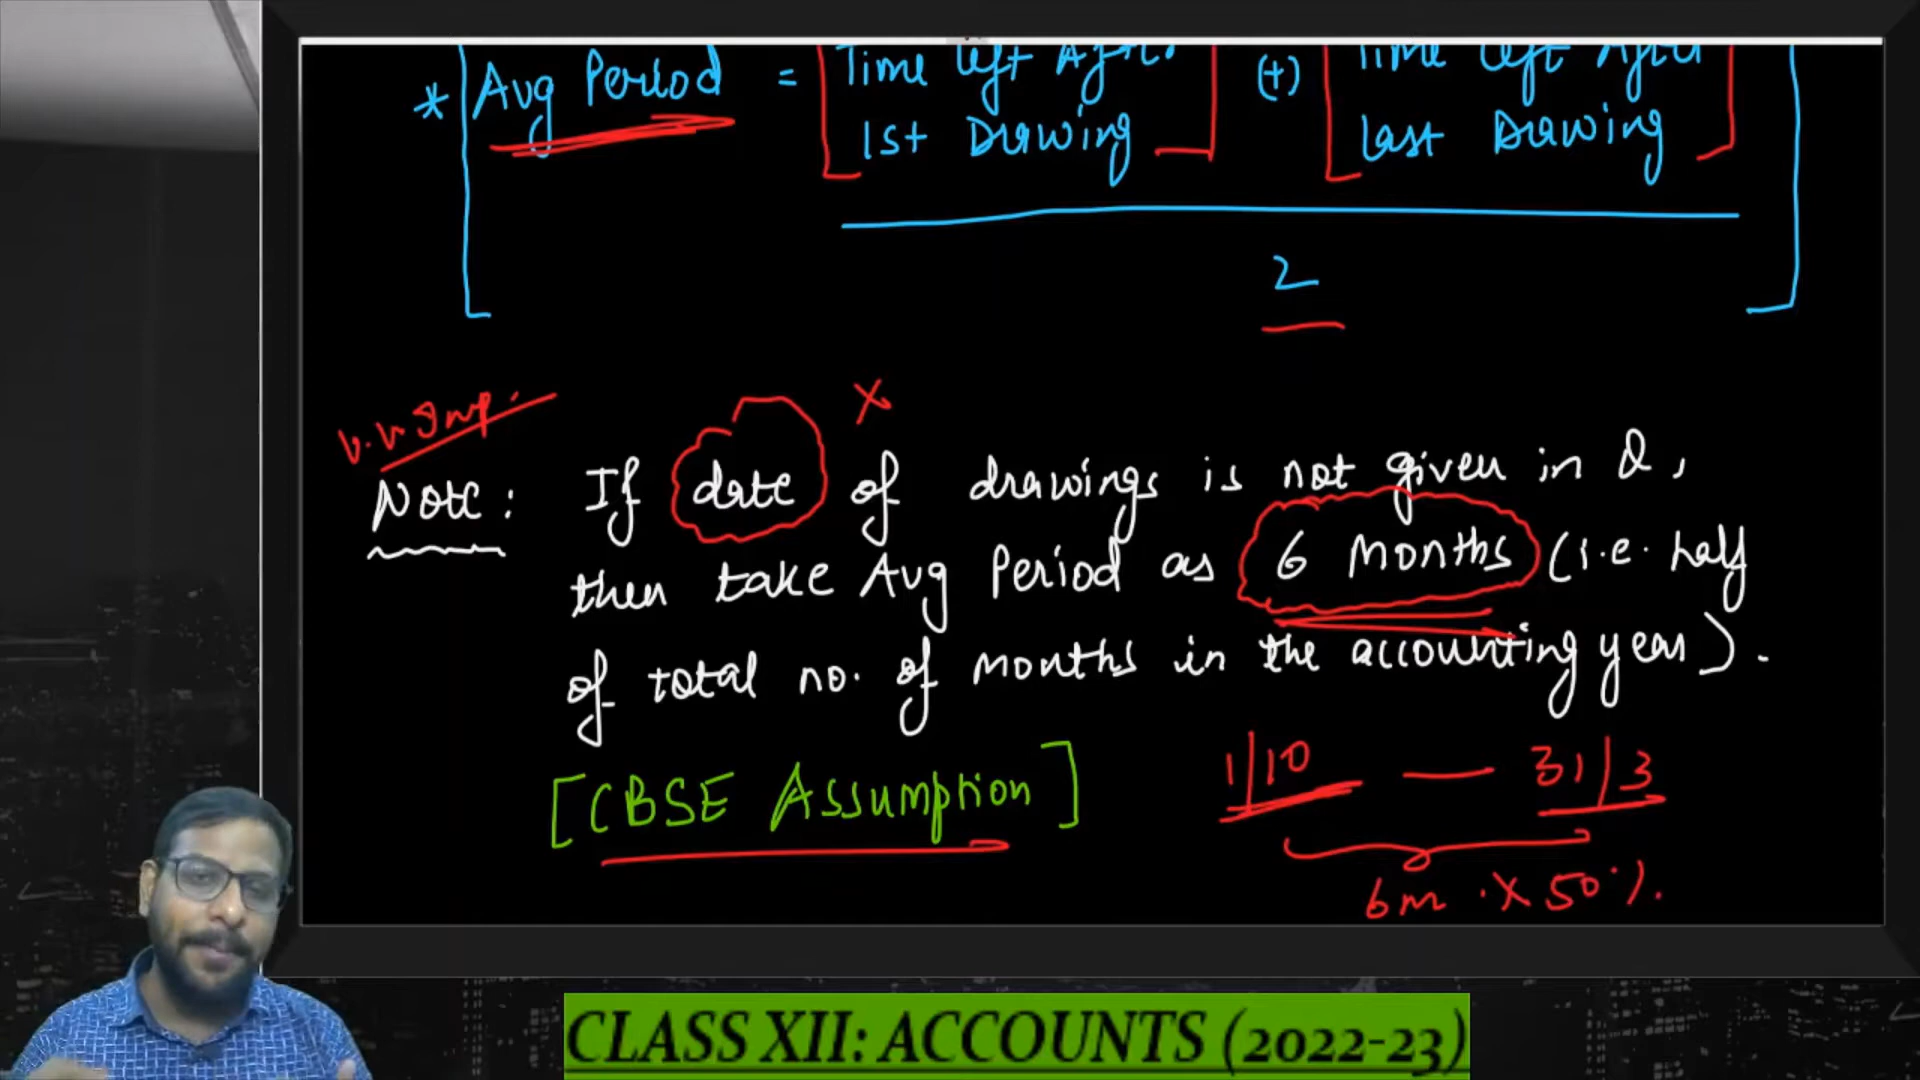 * Avg Period = [Time left After (+) [Time left After
1st Drawing] last Drawing]
2
v.v. Imp.
X
Note: If date of drawings is not given in Q,
then take Avg Period as 6 Months (i.e. half
of total no. of months in the accounting year).
[CBSE Assumption]
1/10 — 31/3
6m X 50%.
CLASS XII: ACCOUNTS (2022-23)